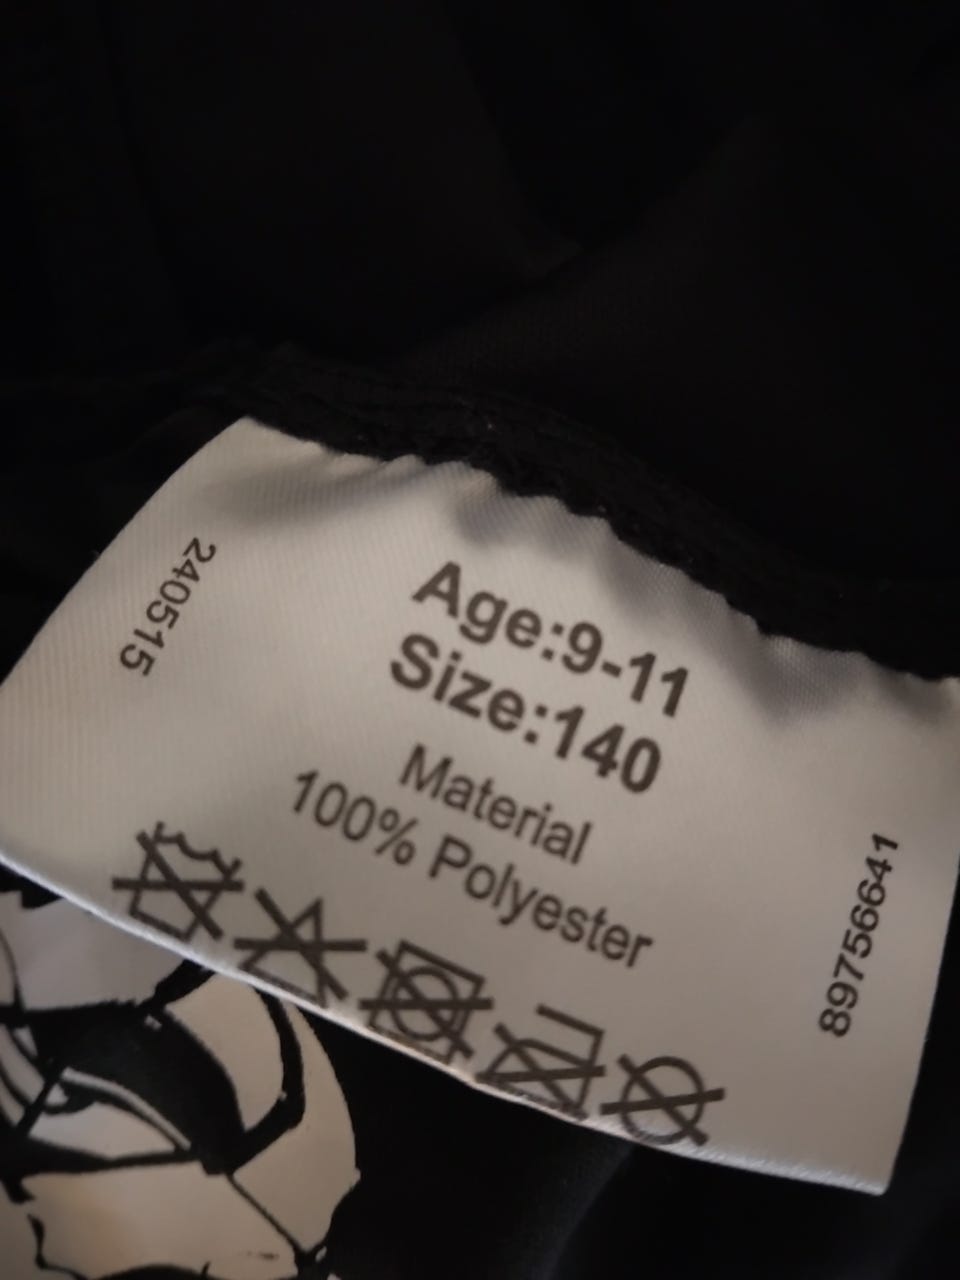 240515
Age:9-11
Size:140
Material
100% Polyester
89756641